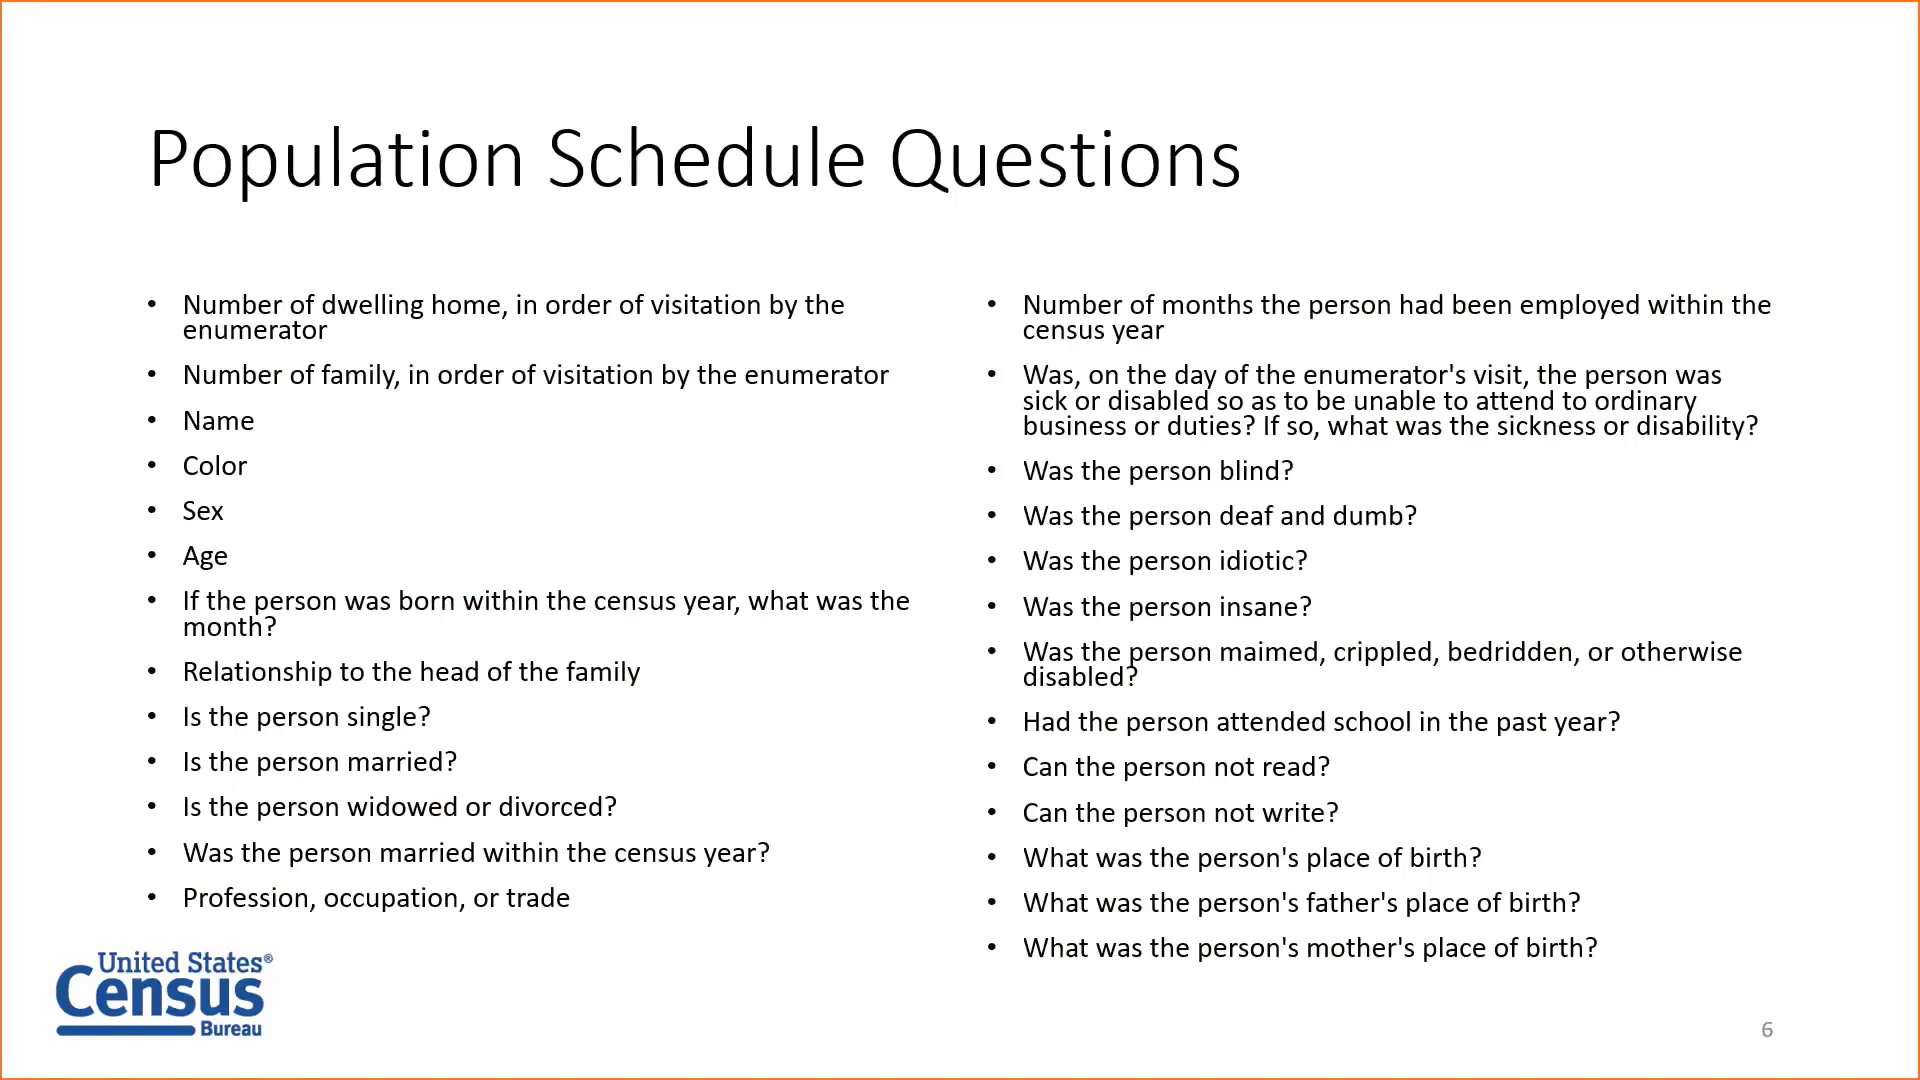 Population Schedule Questions
• Number of dwelling home, in order of visitation by the
enumerator
• Number of family, in order of visitation by the enumerator
• Name
• Color
• Sex
• Age
• If the person was born within the census year, what was the
month?
• Relationship to the head of the family
• Is the person single?
• Is the person married?
• Is the person widowed or divorced?
• Was the person married within the census year?
• Profession, occupation, or trade
• Number of months the person had been employed within the
census year
• Was, on the day of the enumerator's visit, the person was
sick or disabled so as to be unable to attend to ordinary
business or duties? If so, what was the sickness or disability?
• Was the person blind?
• Was the person deaf and dumb?
• Was the person idiotic?
• Was the person insane?
• Was the person maimed, crippled, bedridden, or otherwise
disabled?
• Had the person attended school in the past year?
• Can the person not read?
• Can the person not write?
• What was the person's place of birth?
• What was the person's father's place of birth?
• What was the person's mother's place of birth?
United States®
Census
Bureau
6